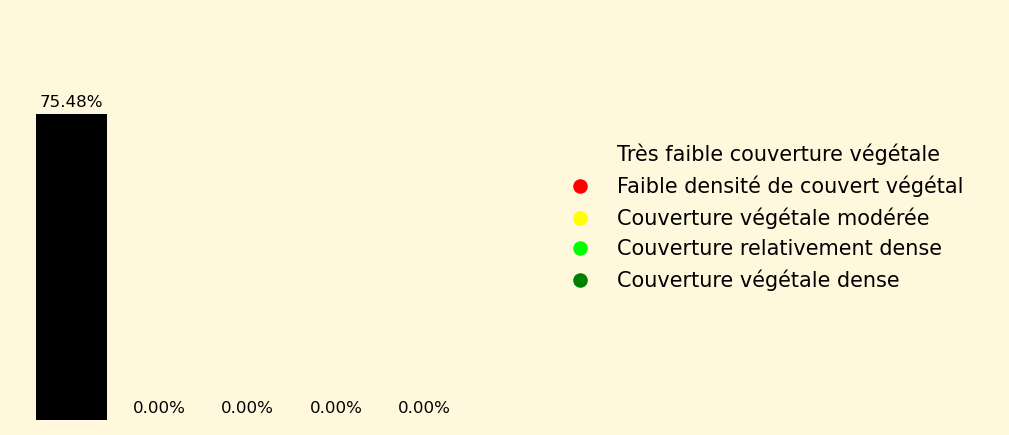 75.48%
0.00%
0.00%
0.00%
0.00%
Très faible couverture végétale
Faible densité de couvert végétal
Couverture végétale modérée
Couverture relativement dense
Couverture végétale dense